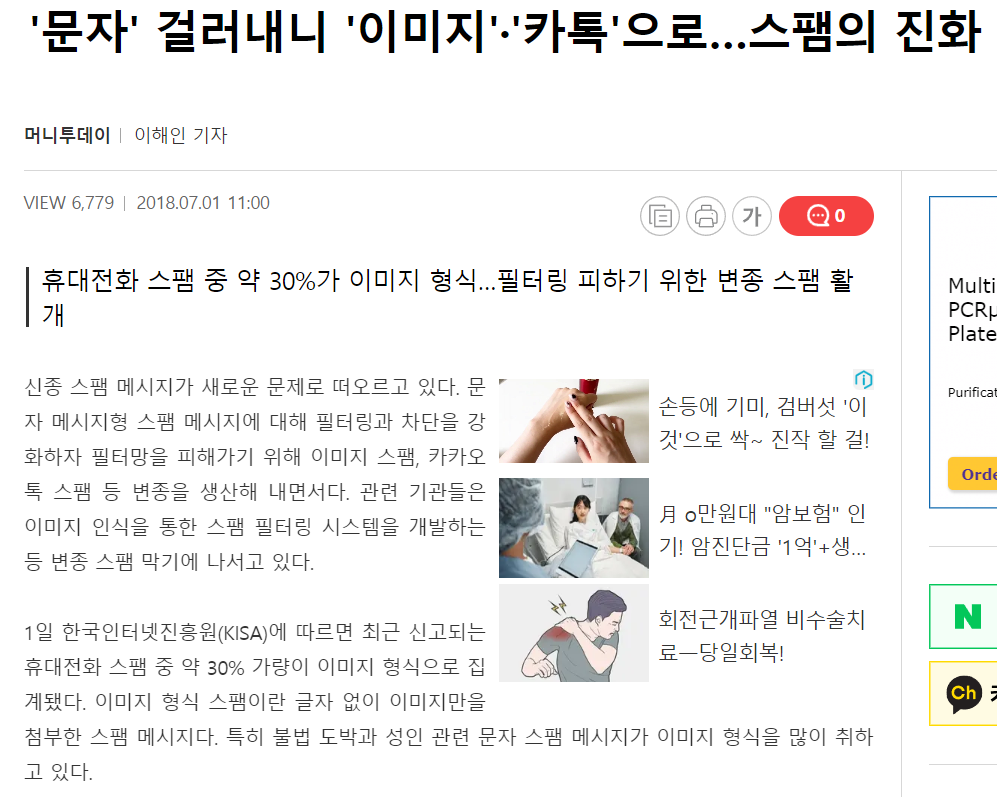 '문자' 걸러내니 '이미지'·'카톡'으로...스팸의 진화
머니투데이 | 이해인 기자
VIEW 6,779 | 2018.07.01 11:00
가
0
휴대전화 스팸 중 약 30%가 이미지 형식...필터링 피하기 위한 변종 스팸 활
개
신종 스팸 메시지가 새로운 문제로 떠오르고 있다. 문
자 메시지형 스팸 메시지에 대해 필터링과 차단을 강
화하자 필터망을 피해가기 위해 이미지 스팸, 카카오
톡 스팸 등 변종을 생산해 내면서다. 관련 기관들은
이미지 인식을 통한 스팸 필터링 시스템을 개발하는
등 변종 스팸 막기에 나서고 있다.
손등에 기미, 검버섯 '이
것'으로 싹~ 진작 할 걸!
月 o만원대 "암보험" 인
기! 암진단금 '1억'+생...
회전근개파열 비수술치
료—당일회복!
1일 한국인터넷진흥원(KISA)에 따르면 최근 신고되는
휴대전화 스팸 중 약 30% 가량이 이미지 형식으로 집
계됐다. 이미지 형식 스팸이란 글자 없이 이미지만을
첨부한 스팸 메시지다. 특히 불법 도박과 성인 관련 문자 스팸 메시지가 이미지 형식을 많이 취하
고 있다.
Multi
PCRμ
Plate
Purificat
Orde
N
Ch